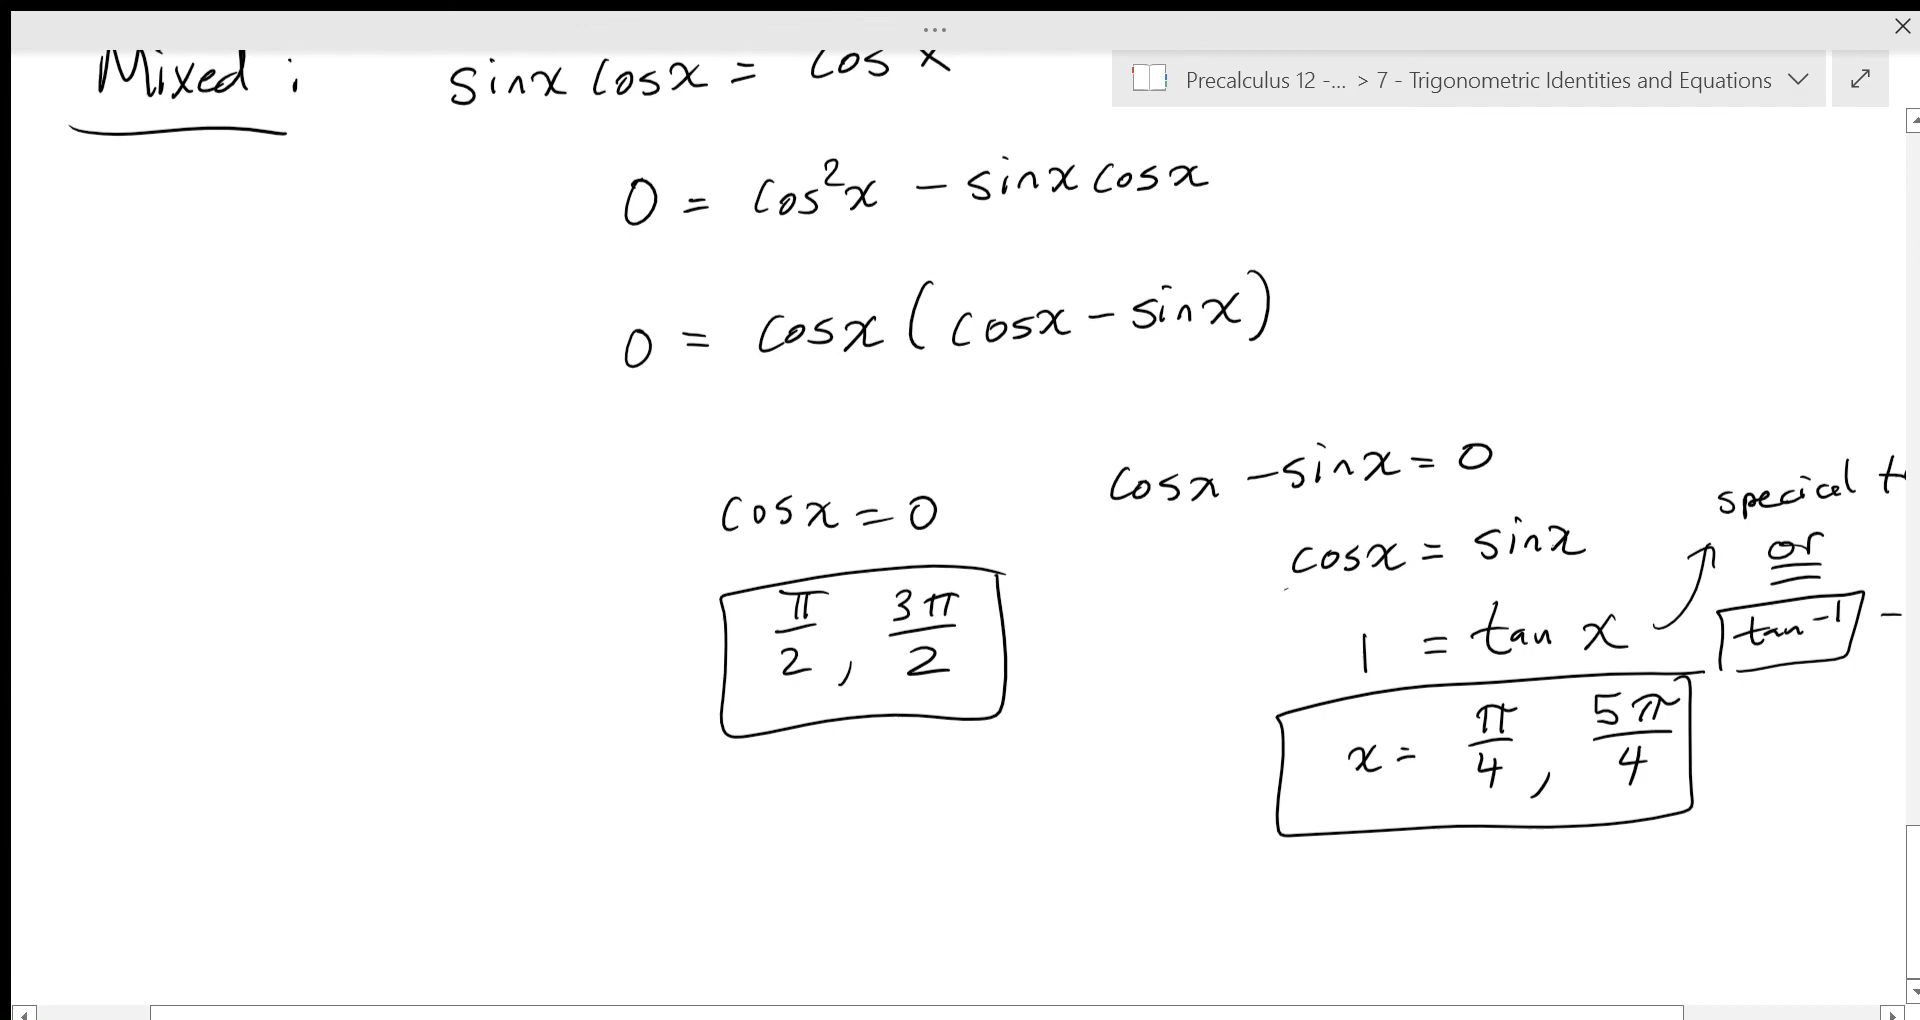 Precalculus 12 -... > 7 - Trigonometric Identities and Equations
Mixed : sinx cosx = cos x
0 = cos²x - sinx cosx
0 = cosx (cosx - sinx)
cosx = 0
π/2 , 3π/2
cosx - sinx = 0
cosx = sinx
1 = tan x
x = π/4 , 5π/4
special
or
tan⁻¹ -